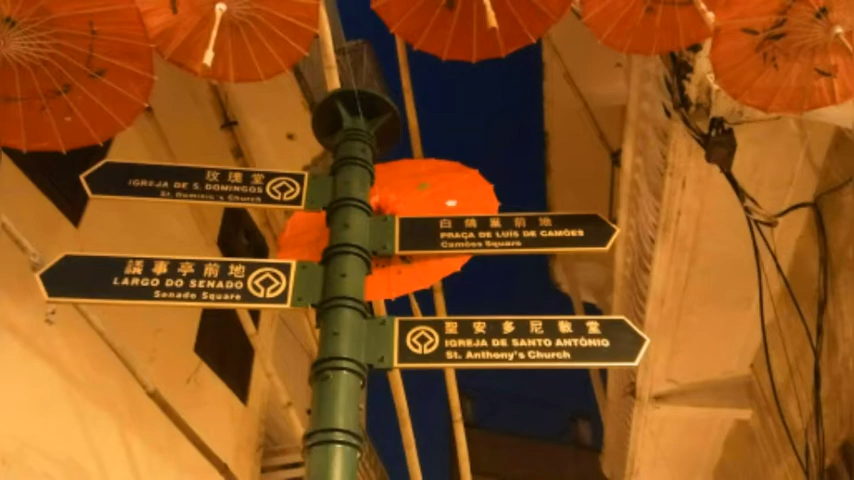 玫瑰堂
IGREJA DE S. DOMINGOS
St. Dominic's Church
白鴿巢前地
PRAÇA DE LUÍS DE CAMÕES
Camões Square
議事亭前地
LARGO DO SENADO
Senado Square
聖安多尼教堂
IGREJA DE SANTO ANTÓNIO
St. Anthony's Church